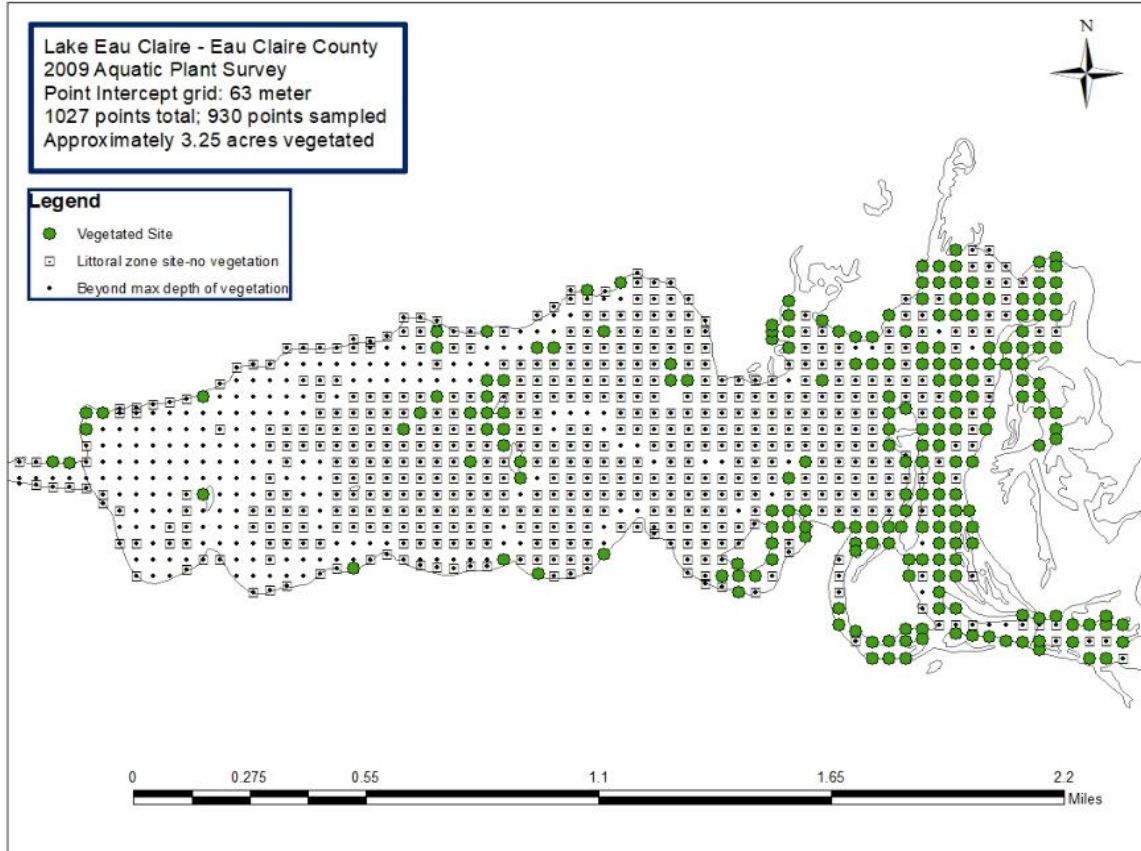 Lake Eau Claire - Eau Claire County
2009 Aquatic Plant Survey
Point Intercept grid: 63 meter
1027 points total; 930 points sampled
Approximately 3.25 acres vegetated
N
Legend
Vegetated Site
Littoral zone site-no vegetation
Beyond max depth of vegetation
0 0.275 0.55 1.1 1.65 2.2
Miles